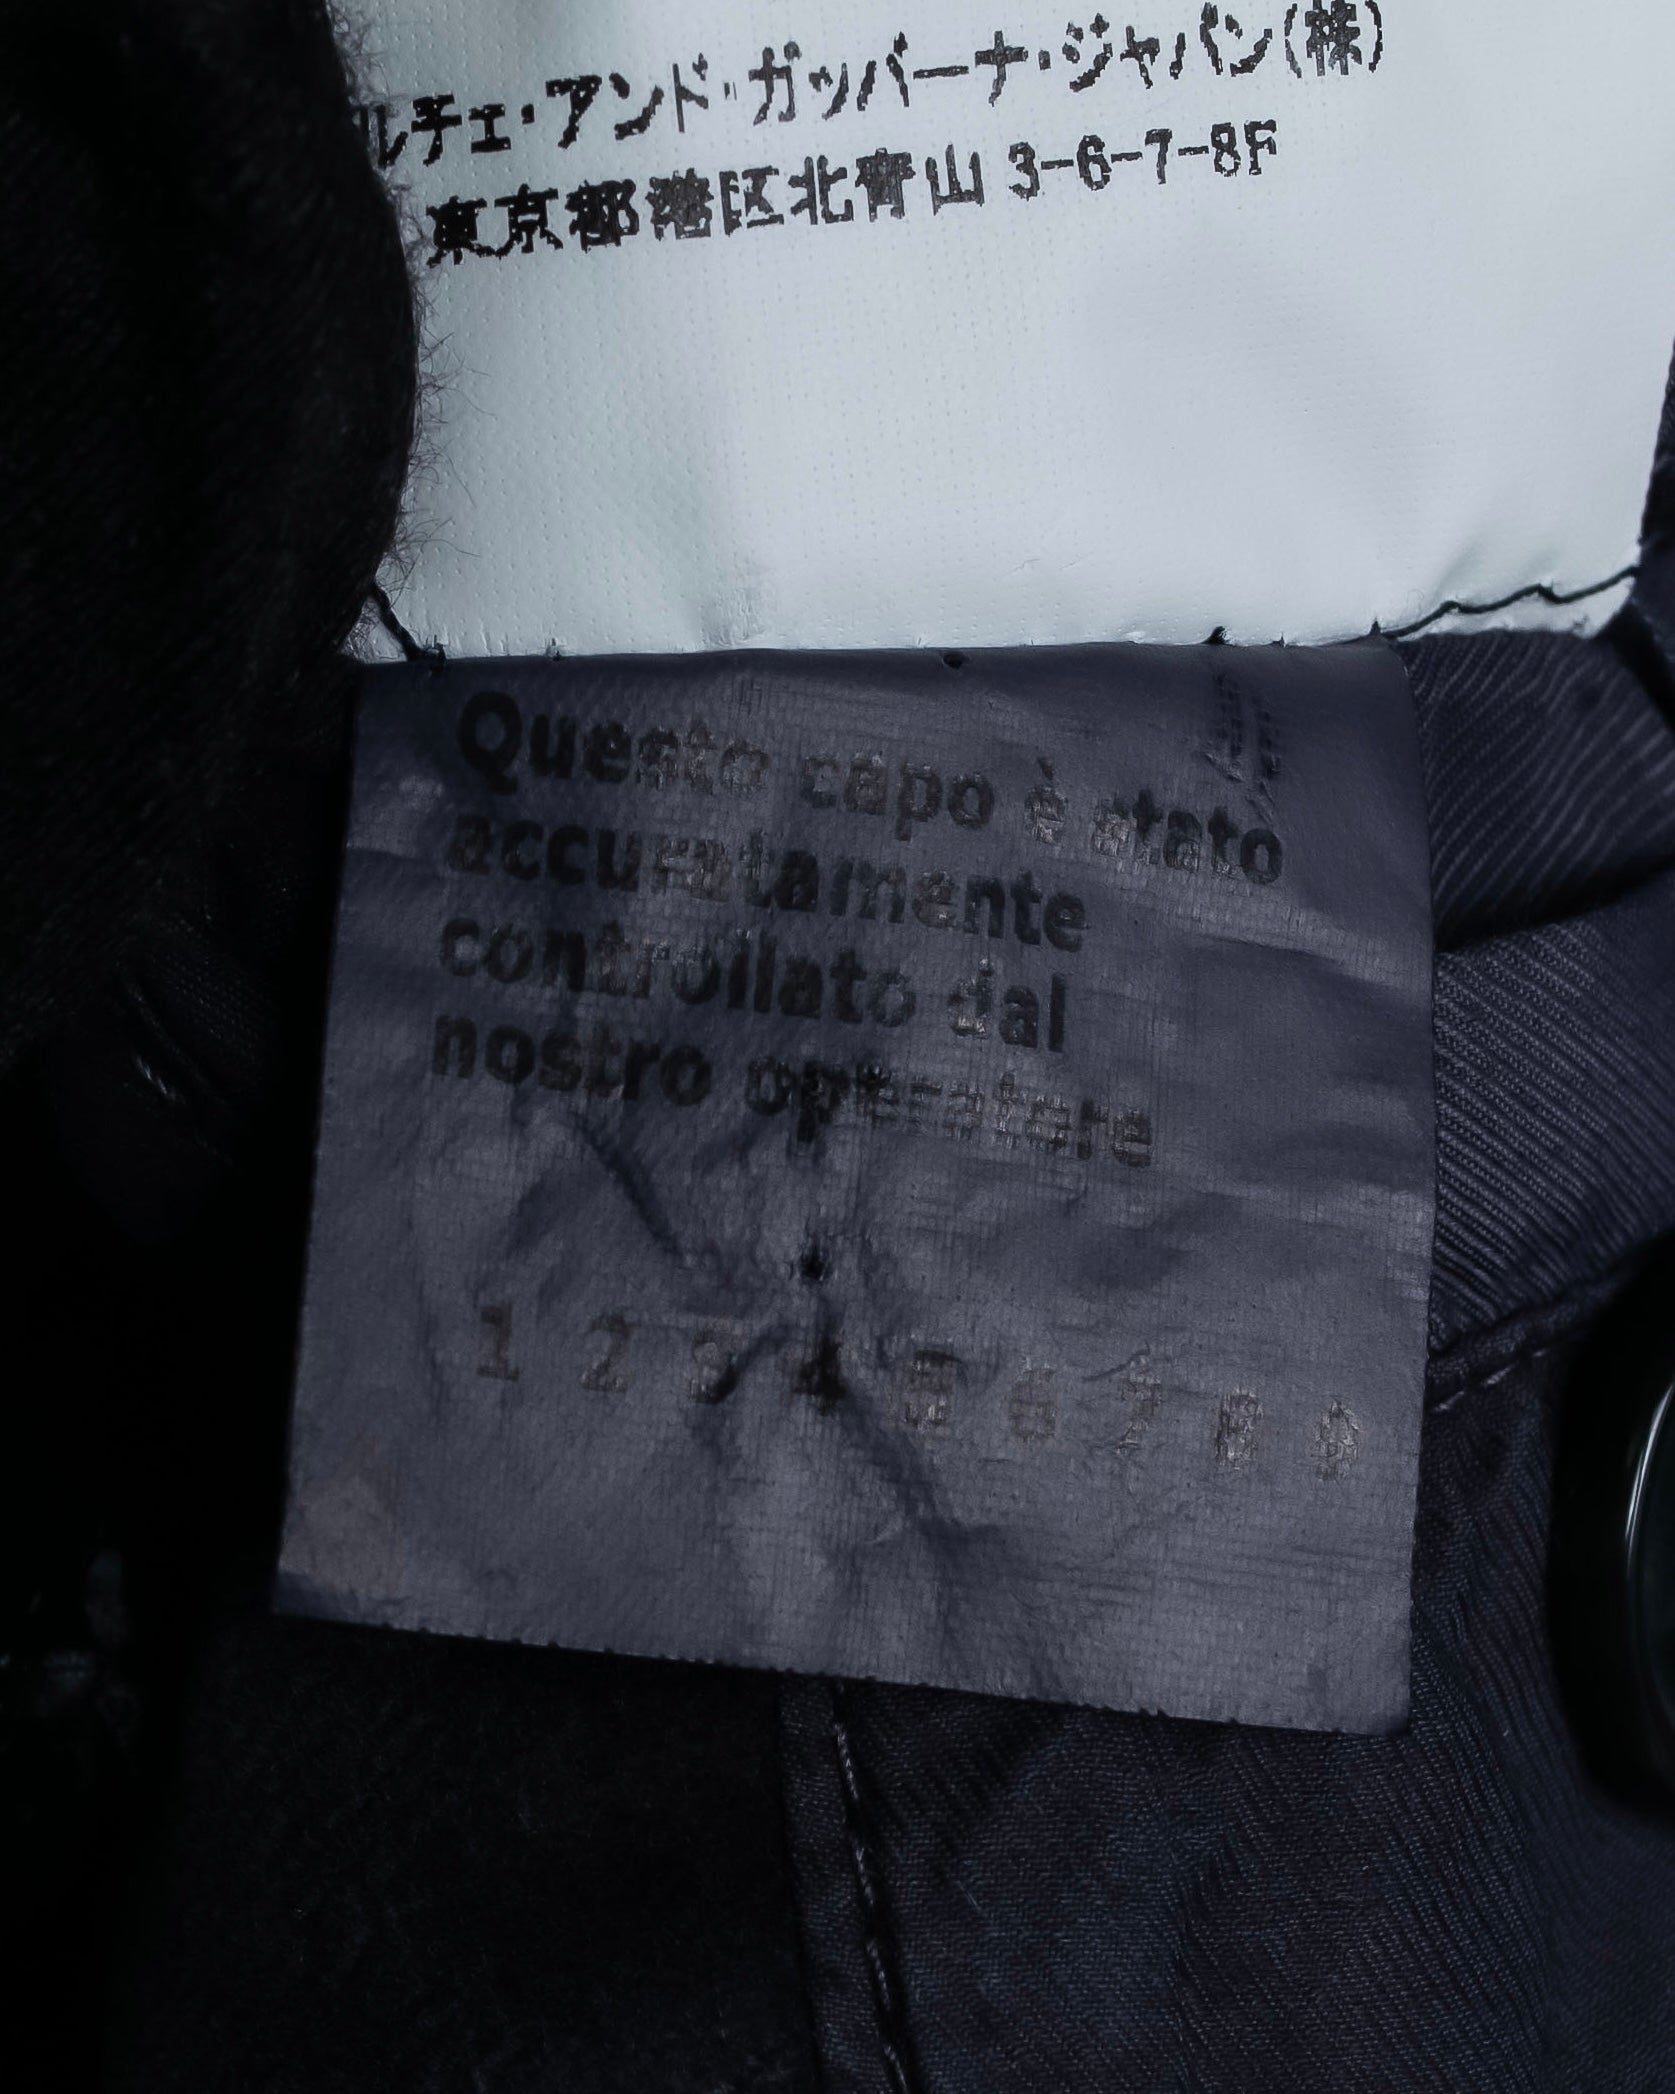 ルチェ・アンド・ガッバーナ・ジャパン(株)
東京都港区北青山 3-6-7-8F
Questo capo è stato
accuratamente
controllato dal
nostro operatore
1 2 3 4 5 6 7 8 9